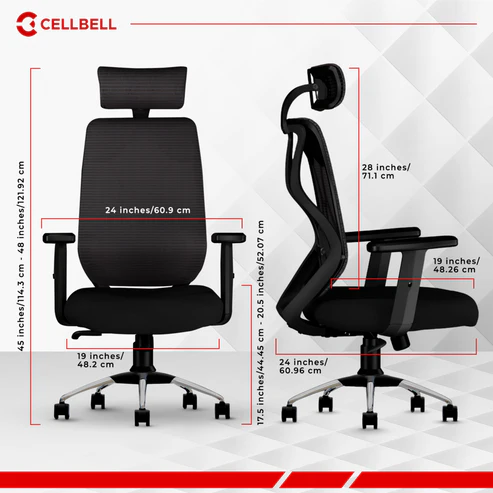 CELLBELL
28 inches/
71.1 cm
24 inches/60.9 cm
45 inches/114.3 cm - 48 inches/121.92 cm
17.5 inches/44.45 cm - 20.5 inches/52.07 cm
19 inches/
48.26 cm
19 inches/
48.2 cm
24 inches/
60.96 cm